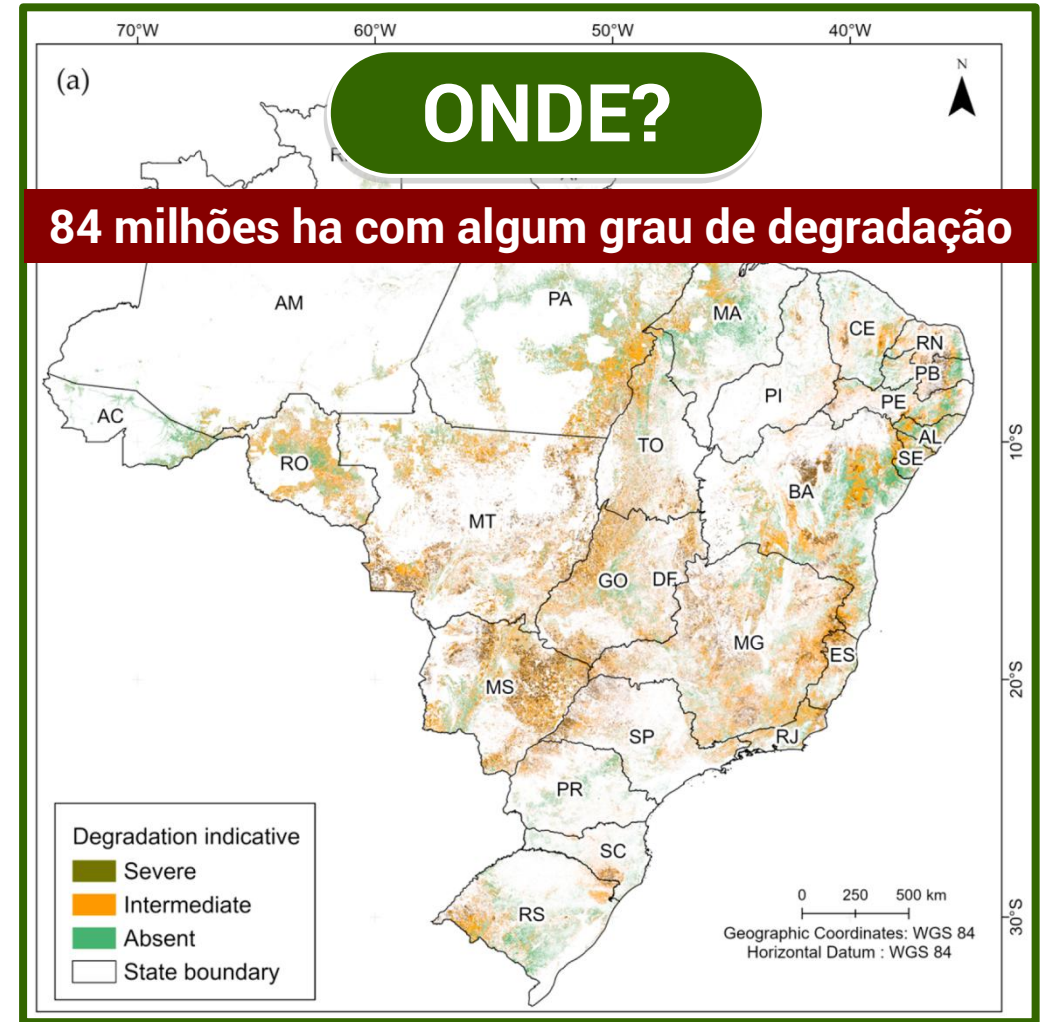 70°W 60°W 50°W 40°W
(a)
ONDE?
N
84 milhões ha com algum grau de degradação
AM
PA
MA
CE
RN
PB
PI
PE
AC
TO
AL
SE
10°S
RO
BA
MT
GO
DF
MG
ES
MS
20°S
SP
RJ
PR
SC
RS
30°S
Degradation indicative
Severe
Intermediate
Absent
State boundary
0 250 500 km
Geographic Coordinates: WGS 84
Horizontal Datum : WGS 84